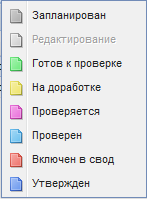 Запланирован
Редактирование
Готов к проверке
На доработке
Проверяется
Проверен
Включен в свод
Утвержден